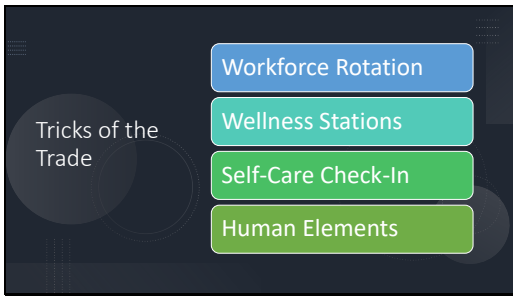 Tricks of the
Trade
Workforce Rotation
Wellness Stations
Self-Care Check-In
Human Elements